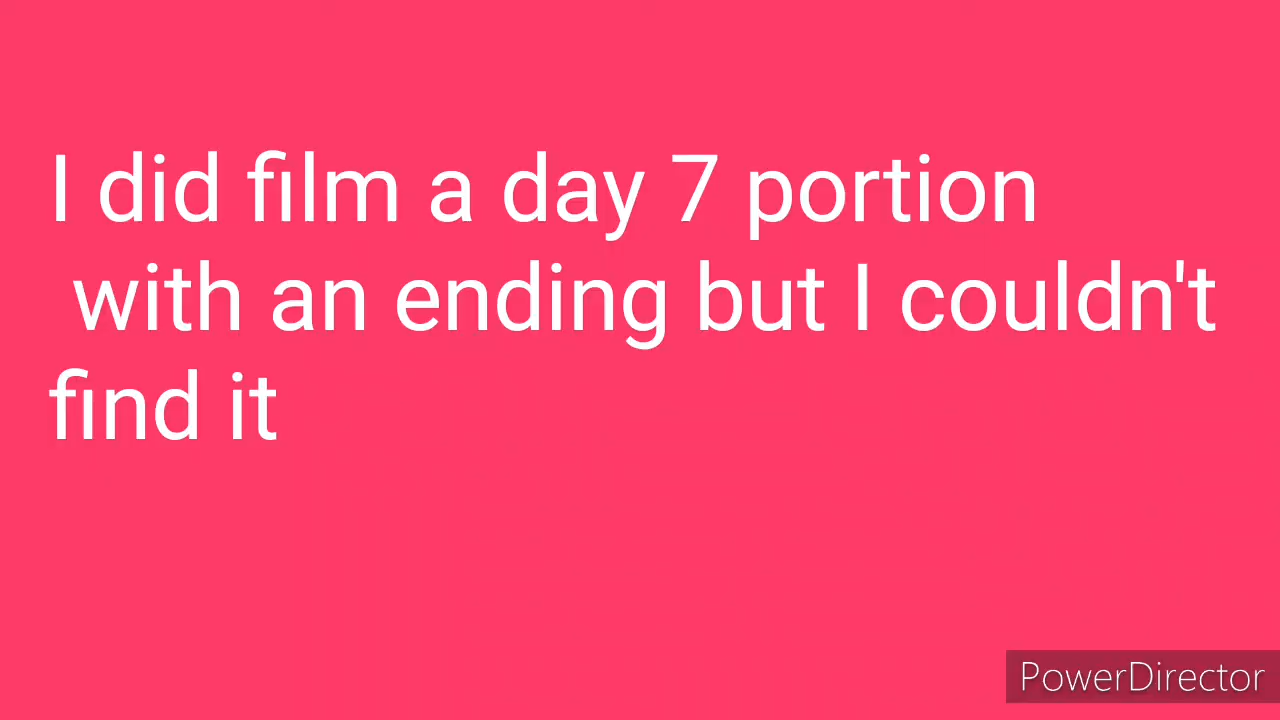 I did film a day 7 portion
with an ending but I couldn't
find it
PowerDirector